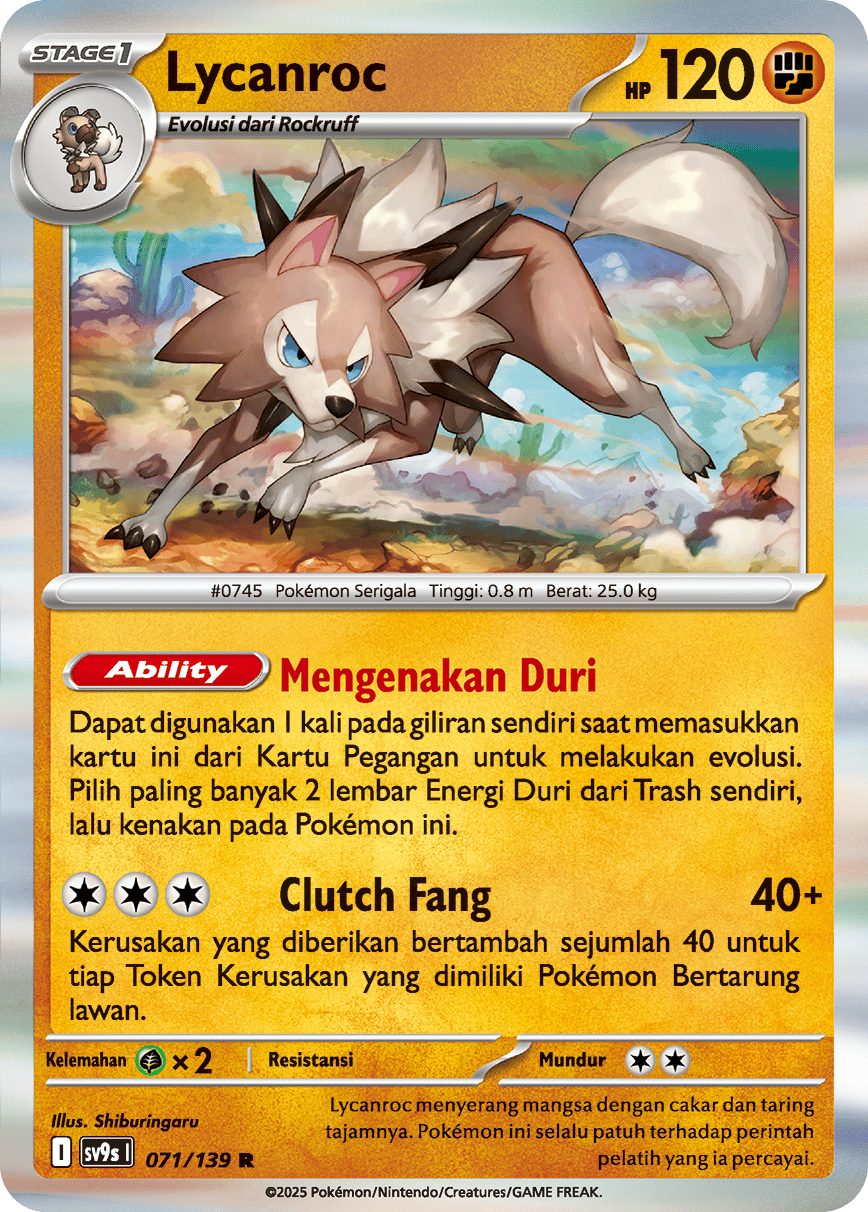 STAGE 1
Lycanroc
HP 120
Evolusi dari Rockruff
#0745 Pokémon Serigala Tinggi: 0.8 m Berat: 25.0 kg
Ability Mengenakan Duri
Dapat digunakan 1 kali pada giliran sendiri saat memasukkan
kartu ini dari Kartu Pegangan untuk melakukan evolusi.
Pilih paling banyak 2 lembar Energi Duri dari Trash sendiri,
lalu kenakan pada Pokémon ini.
Clutch Fang 40+
Kerusakan yang diberikan bertambah sejumlah 40 untuk
tiap Token Kerusakan yang dimiliki Pokémon Bertarung
lawan.
Kelemahan ×2 Resistansi Mundur
Illus. Shiburingaru
Lycanroc menyerang mangsa dengan cakar dan taring
tajamnya. Pokémon ini selalu patuh terhadap perintah
pelatih yang ia percayai.
I sv9s I 071/139 R
©2025 Pokémon/Nintendo/Creatures/GAME FREAK.